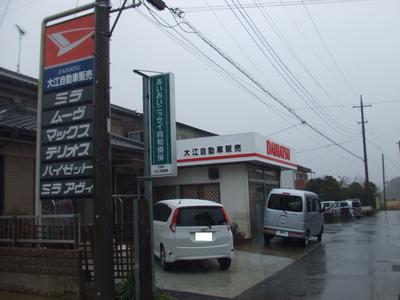 DAIHATSU
大江自動車販売
ミラ
ムーヴ
マックス
テリオス
ハイゼット
ミラ アヴィ
あいおいニッセイ同和損保
大江自動車販売
DAIHATSU